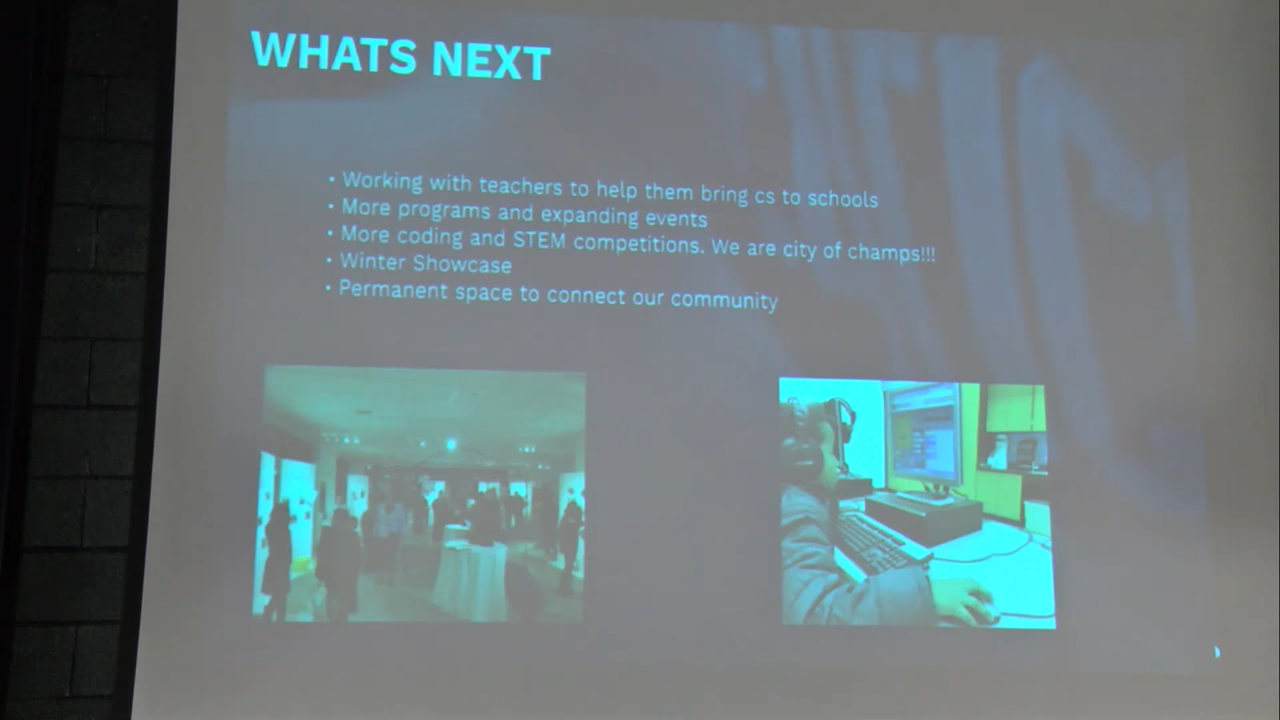 WHATS NEXT
• Working with teachers to help them bring cs to schools
• More programs and expanding events
• More coding and STEM competitions. We are city of champs!!!
• Winter Showcase
• Permanent space to connect our community